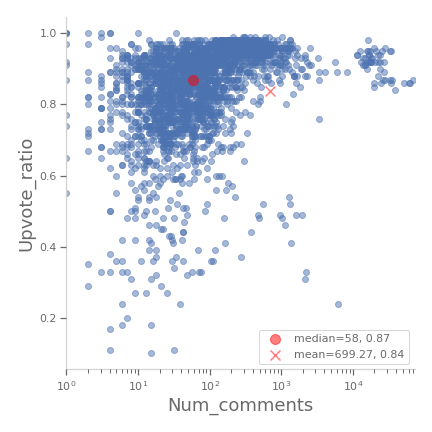 1.0
0.8
0.6
0.4
0.2
Upvote_ratio
10⁰ 10¹ 10² 10³ 10⁴
Num_comments
median=58, 0.87
mean=699.27, 0.84